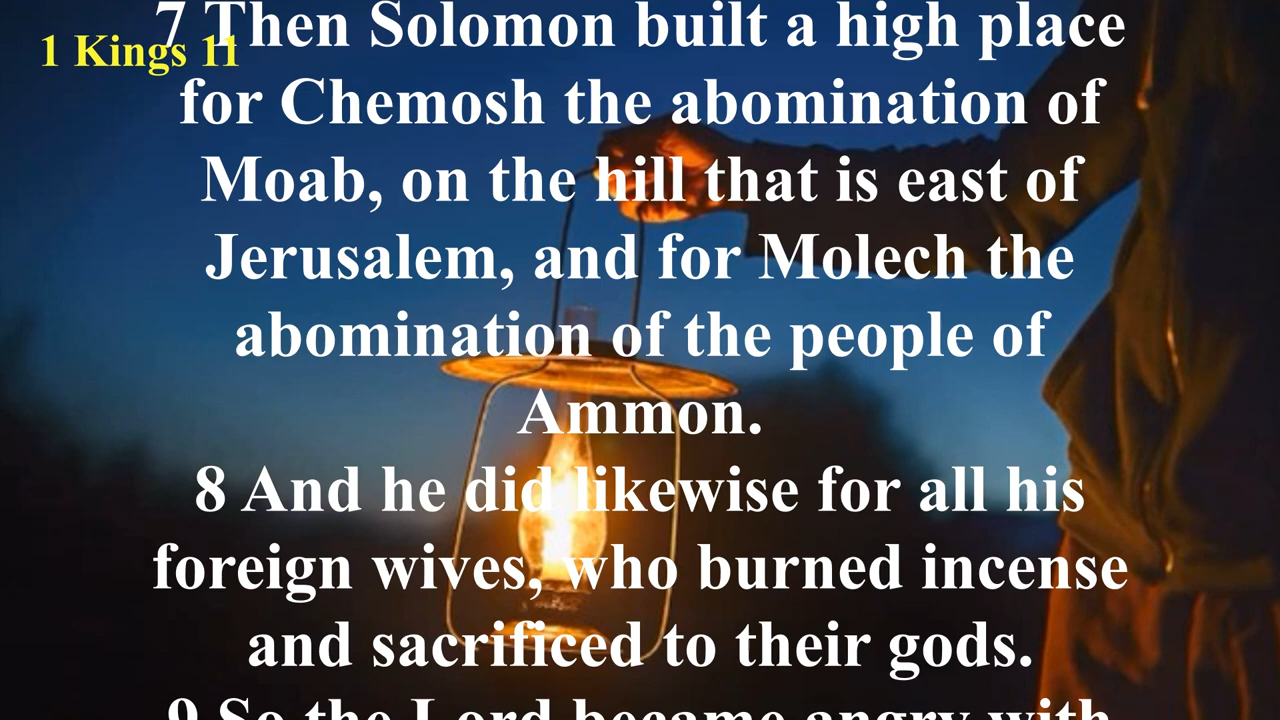 1 Kings 11
7 Then Solomon built a high place
for Chemosh the abomination of
Moab, on the hill that is east of
Jerusalem, and for Molech the
abomination of the people of
Ammon.
8 And he did likewise for all his
foreign wives, who burned incense
and sacrificed to their gods.
9 So the Lord became angry with